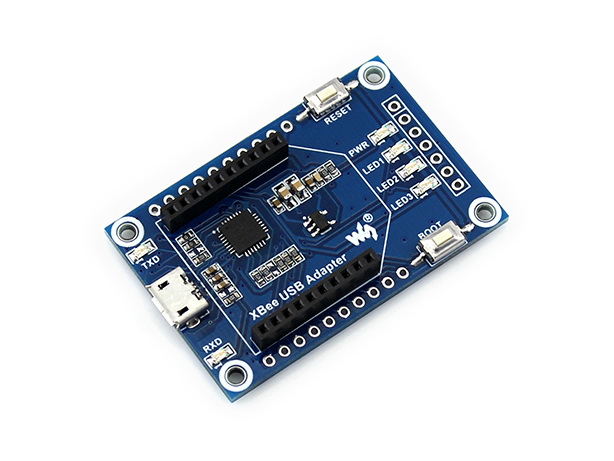 RESET
PWR
LED1
LED2
LED3
BOOT
®
XBee USB Adapter
TXD
RXD